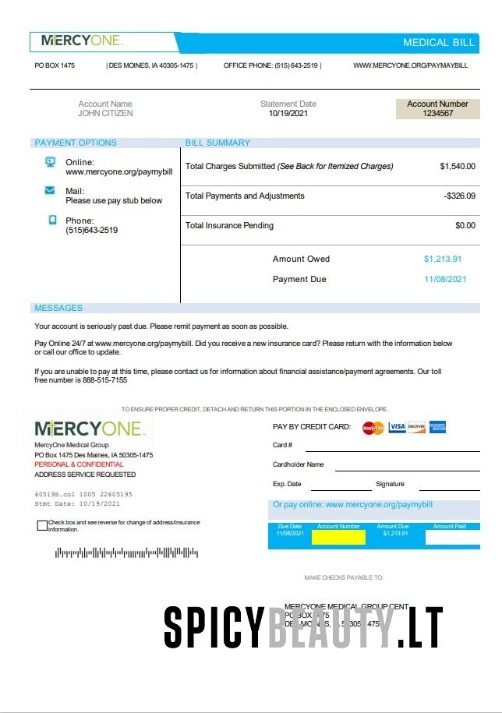 MERCYONE.
MEDICAL BILL
PO BOX 1475 | DES MOINES, IA 40305-1475 | OFFICE PHONE: (515) 643-2519 | WWW.MERCYONE.ORG/PAYMAYBILL
Account Name Statement Date Account Number
JOHN CITIZEN 10/19/2021 1234567
PAYMENT OPTIONS BILL SUMMARY
Online:
www.mercyone.org/paymybill
Mail:
Please use pay stub below
Phone:
(515)643-2519
Total Charges Submitted (See Back for Itemized Charges) $1,540.00
Total Payments and Adjustments -$326.09
Total Insurance Pending $0.00
Amount Owed $1,213.91
Payment Due 11/08/2021
MESSAGES
Your account is seriously past due. Please remit payment as soon as possible.
Pay Online 24/7 at www.mercyone.org/paymybill. Did you receive a new insurance card? Please return with the information below
or call our office to update.
If you are unable to pay at this time, please contact us for information about financial assistance/payment agreements. Our toll
free number is 888-515-7155
TO ENSURE PROPER CREDIT, DETACH AND RETURN THIS PORTION IN THE ENCLOSED ENVELOPE.
MERCYONE.
MercyOne Medical Group
PO Box 1475 Des Moines, IA 50305-1475
PERSONAL & CONFIDENTIAL
ADDRESS SERVICE REQUESTED
605198.co1 1005 22605195
Stmt Date: 10/19/2021
Check box and see reverse for change of address/insurance
information.
PAY BY CREDIT CARD: MasterCard VISA DISCOVER
Card #
Cardholder Name
Exp. Date Signature
Or pay online: www.mercyone.org/paymybill
Due Date Account Number Amount Due Amount Paid
11/08/2021 $1,213.91
MAKE CHECKS PAYABLE TO:
MERCYONE MEDICAL GROUP CENT
SPICYBEAUTY.LT